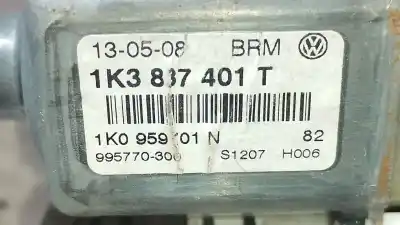 13-05-08 BRM
1K3 837 401 T
1K0 959 701 N 82
995770-300 S1207 H006